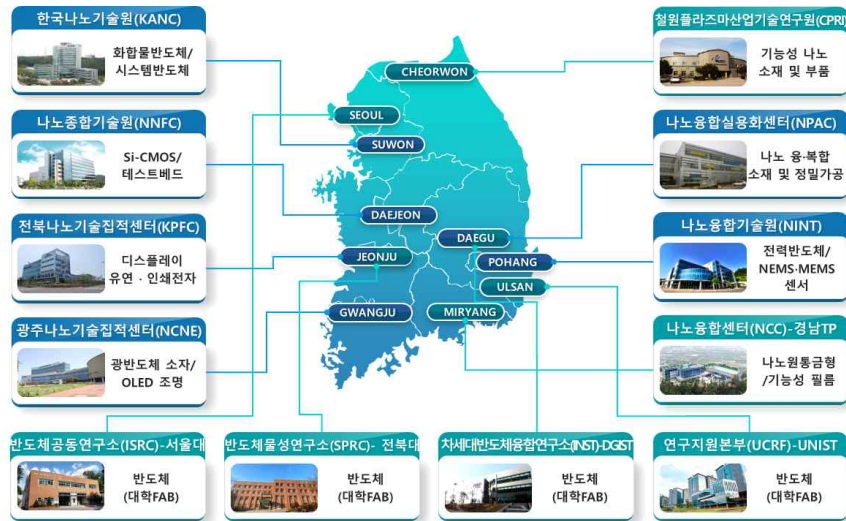 한국나노기술원(KANC)
화합물반도체/
시스템반도체
나노종합기술원(NNFC)
Si-CMOS/
테스트베드
전북나노기술집적센터(KPFC)
디스플레이
유연 · 인쇄전자
광주나노기술집적센터(NCNE)
광반도체 소자/
OLED 조명
CHEORWON
SEOUL
SUWON
DAEJEON
DAEGU
JEONJU
POHANG
ULSAN
GWANGJU
MIRYANG
철원플라즈마산업기술연구원(CPRI)
기능성 나노
소재 및 부품
나노융합실용화센터(NPAC)
나노 융·복합
소재 및 정밀가공
나노융합기술원(NINT)
전력반도체/
NEMS·MEMS
센서
나노융합센터(NCC)-경남TP
나노원통금형
/기능성 필름
반도체공동연구소(ISRC)-서울대
반도체
(대학FAB)
반도체물성연구소(SPRC)- 전북대
반도체
(대학FAB)
차세대반도체융합연구소(INST)-DGIST
반도체
(대학FAB)
연구지원본부(UCRF)-UNIST
반도체
(대학FAB)